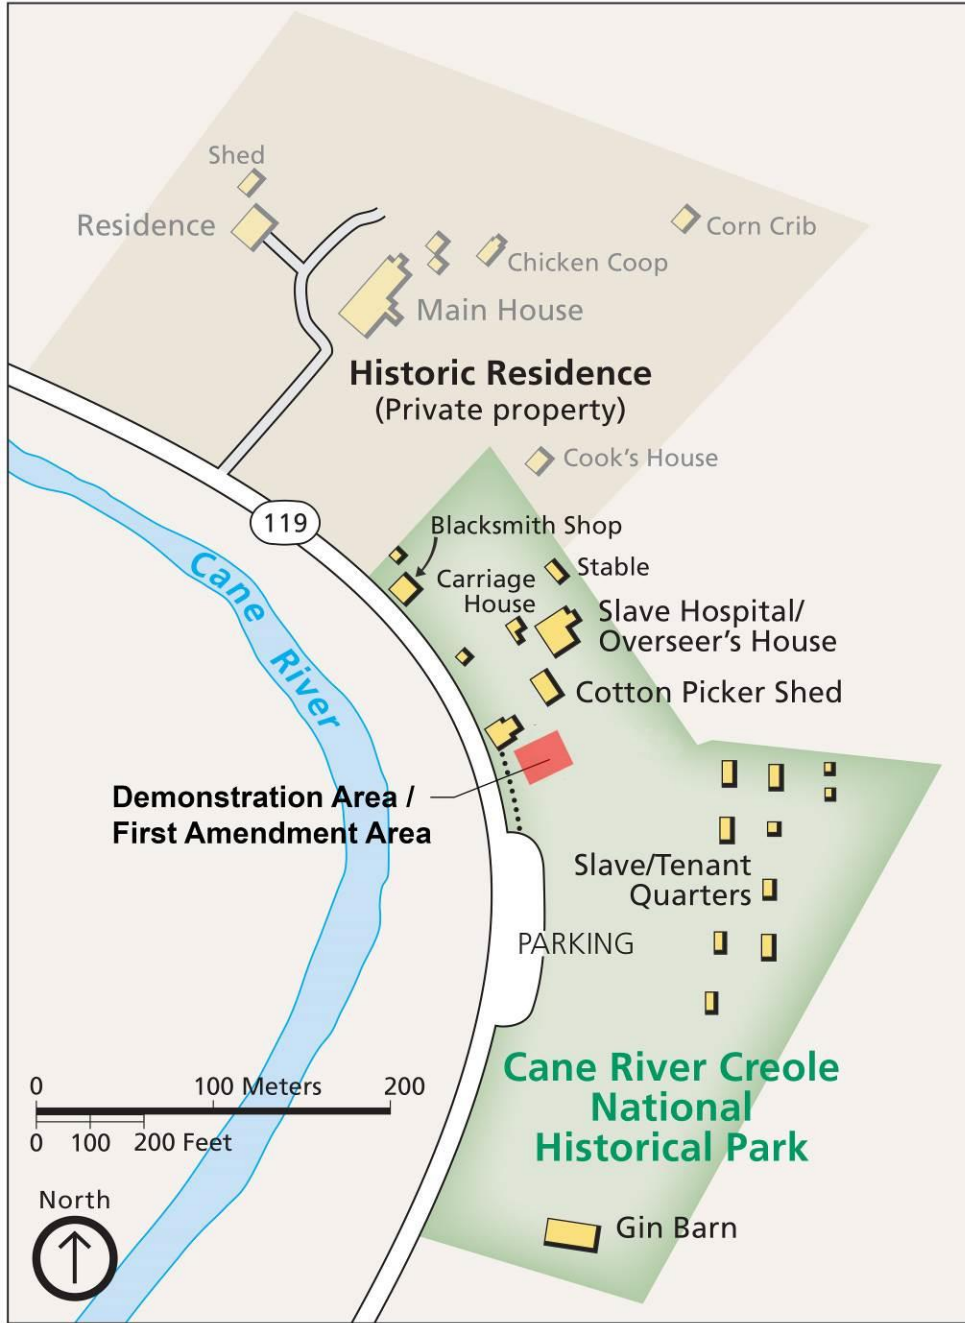 Shed
Residence
Corn Crib
Chicken Coop
Main House
Historic Residence
(Private property)
Cook's House
119
Blacksmith Shop
Carriage
House
Stable
Cane
River
Slave Hospital/
Overseer's House
Cotton Picker Shed
Demonstration Area /
First Amendment Area
Slave/Tenant
Quarters
PARKING
Cane River Creole
National
Historical Park
0 100 Meters 200
0 100 200 Feet
North
Gin Barn